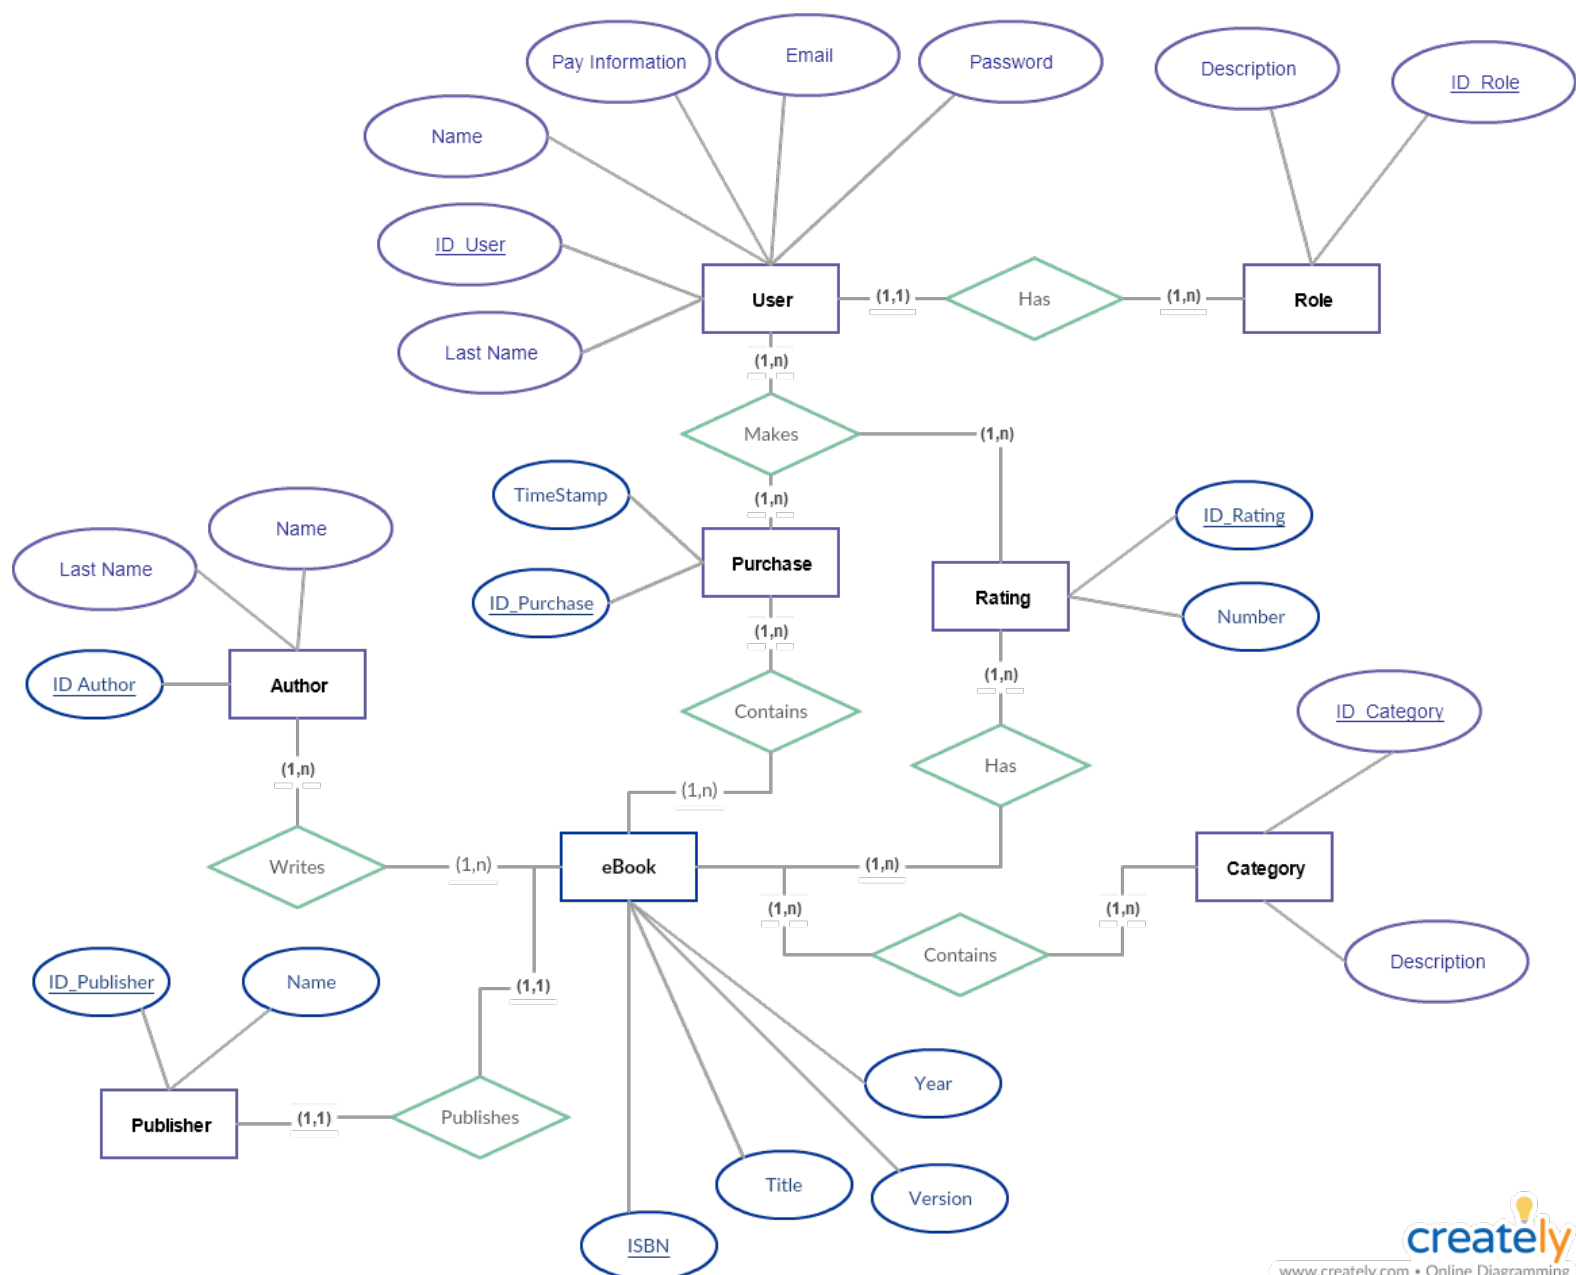 Pay Information
Email
Password
Description
ID_Role
Name
ID_User
Last Name
User
(1,1)
Has
(1,n)
Role
(1,n)
Makes
(1,n)
TimeStamp
(1,n)
ID_Purchase
Purchase
ID_Rating
Number
Rating
Name
Last Name
ID Author
Author
(1,n)
Contains
(1,n)
Has
ID_Category
(1,n)
Writes
(1,n)
(1,n)
eBook
(1,n)
Category
(1,n)
Contains
(1,n)
Description
ID_Publisher
Name
(1,1)
Publisher
(1,1)
Publishes
Year
Title
Version
ISBN
creately
www.creately.com • Online Diagramming